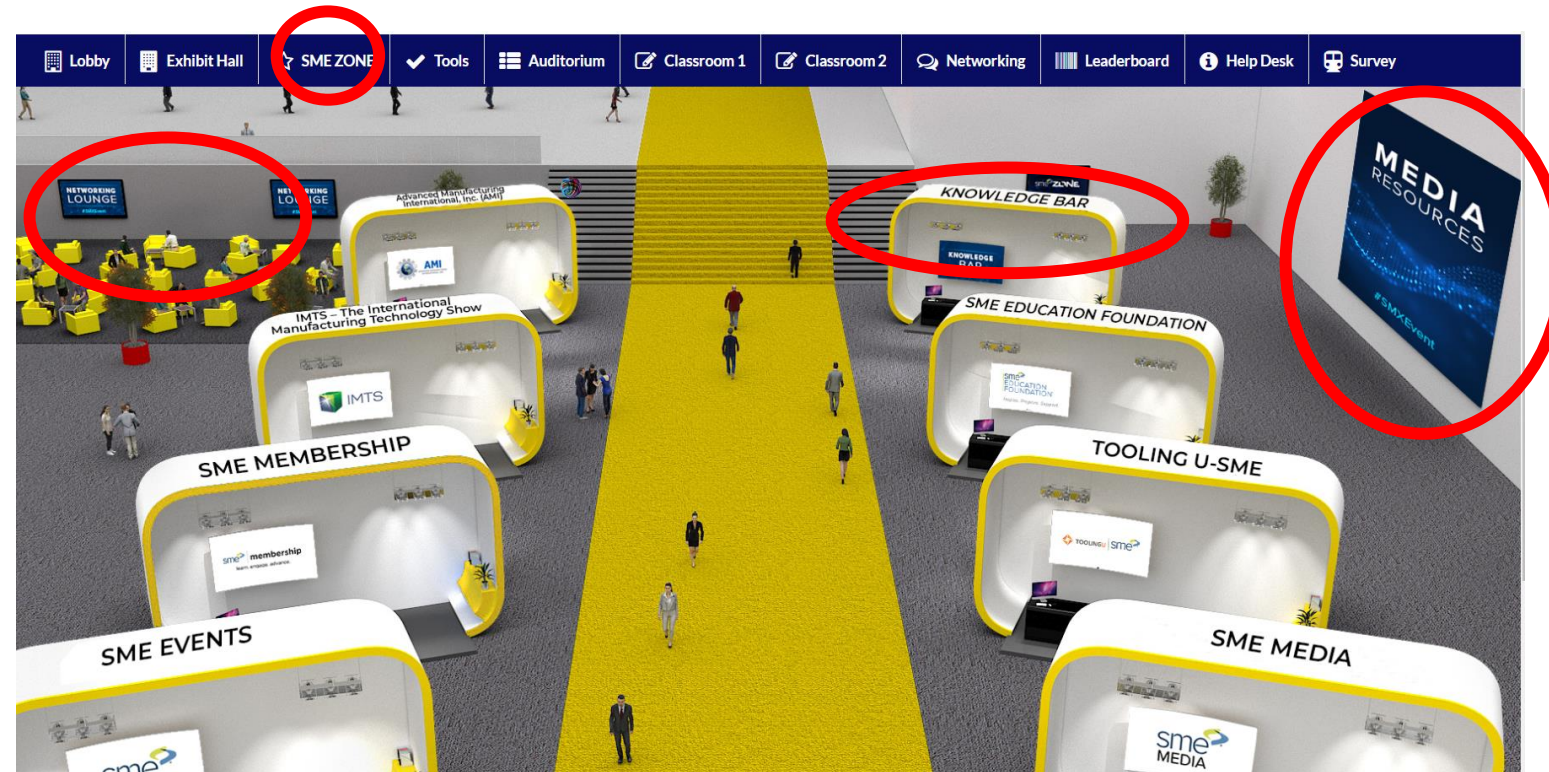 Lobby
Exhibit Hall
SME ZONE
Tools
Auditorium
Classroom 1
Classroom 2
Networking
Leaderboard
Help Desk
Survey
NETWORKING
LOUNGE
NETWORKING
LOUNGE
Advanced Manufacturing
International, Inc. (AMI)
AMI
sme ZONE
KNOWLEDGE BAR
KNOWLEDGE
BAR
MEDIA
RESOURCES
#SMXEvent
IMTS – The International
Manufacturing Technology Show
IMTS
SME EDUCATION FOUNDATION
sme
EDUCATION
FOUNDATION
SME MEMBERSHIP
sme membership
learn. engage. advance.
TOOLING U-SME
TOOLINGU sme
SME EVENTS
sme
SME MEDIA
sme
MEDIA